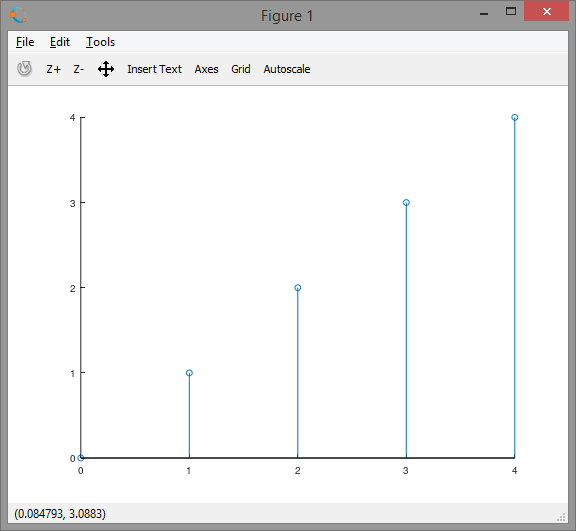 Figure 1
File Edit Tools
Z+ Z- Insert Text Axes Grid Autoscale
4
3
2
1
0
0 1 2 3 4
(0.084793, 3.0883)